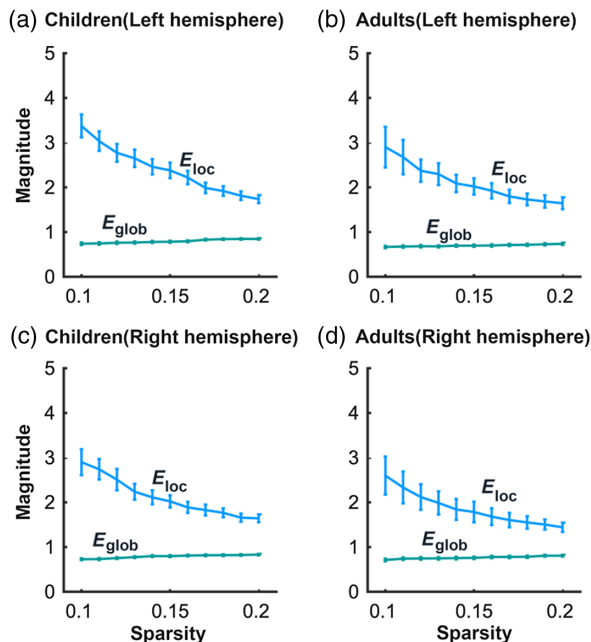 (a) Children(Left hemisphere)
5
4
3
2
1
0
Magnitude
Eloc
Eglob
0.1 0.15 0.2
(b) Adults(Left hemisphere)
5
4
3
2
1
0
Eloc
Eglob
0.1 0.15 0.2
(c) Children(Right hemisphere)
5
4
3
2
1
0
Magnitude
Eloc
Eglob
0.1 0.15 0.2
Sparsity
(d) Adults(Right hemisphere)
5
4
3
2
1
0
Eloc
Eglob
0.1 0.15 0.2
Sparsity